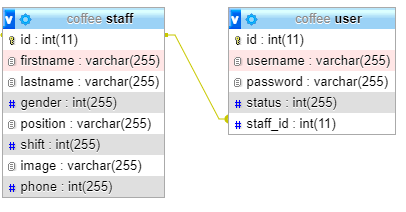 v coffee staff
id : int(11)
firstname : varchar(255)
lastname : varchar(255)
# gender : int(255)
position : varchar(255)
# shift : int(255)
image : varchar(255)
# phone : int(255)
v coffee user
id : int(11)
username : varchar(255)
password : varchar(255)
# status : int(255)
# staff_id : int(11)